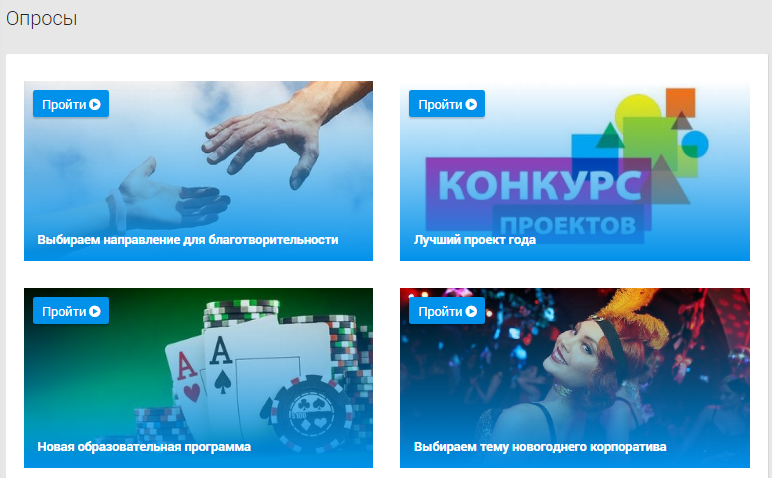 Опросы
Пройти
Выбираем направление для благотворительности
Пройти
КОНКУРС
ПРОЕКТОВ
Лучший проект года
Пройти
A
A
Новая образовательная программа
Пройти
Выбираем тему новогоднего корпоратива